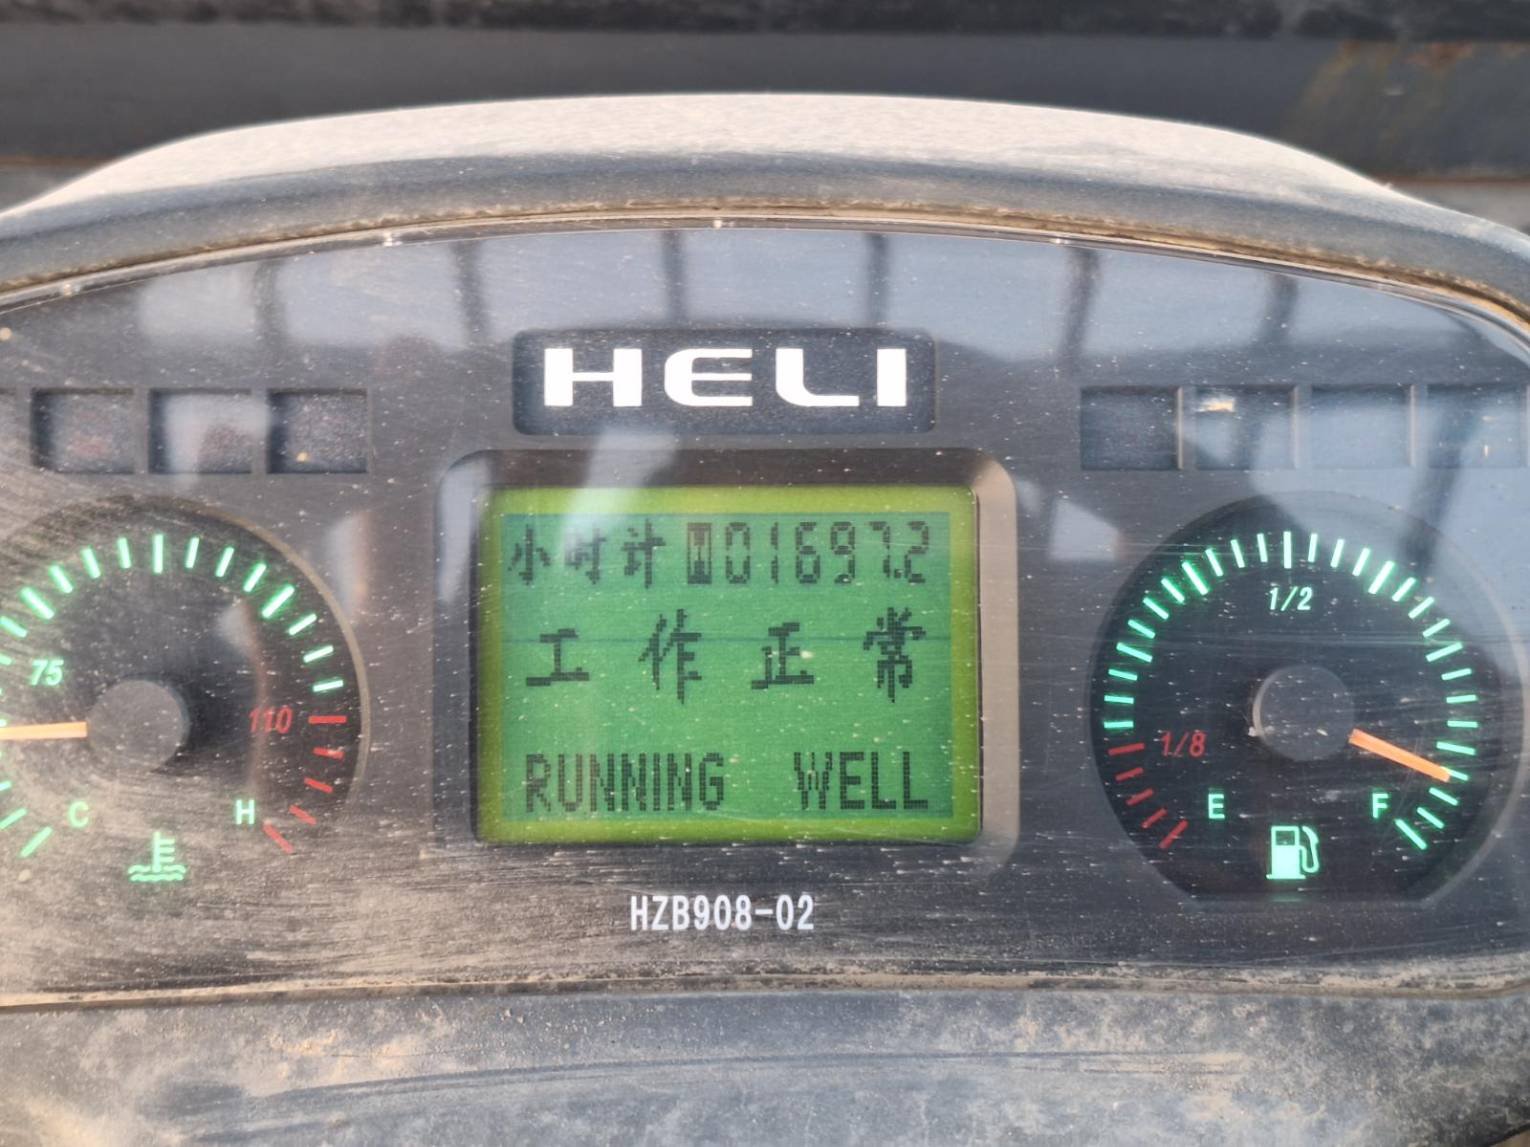 HELI
小时计 H 01697.2
工作正常
RUNNING WELL
75
110
C
H
1/2
1/8
E
F
HZB908-02